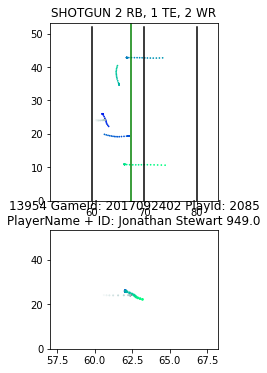 SHOTGUN 2 RB, 1 TE, 2 WR
50
40
30
20
10
0
60 70 80
13954 GameId: 2017092402 PlayId: 2085
PlayerName + ID: Jonathan Stewart 949.0
40
20
0
57.5 60.0 62.5 65.0 67.5